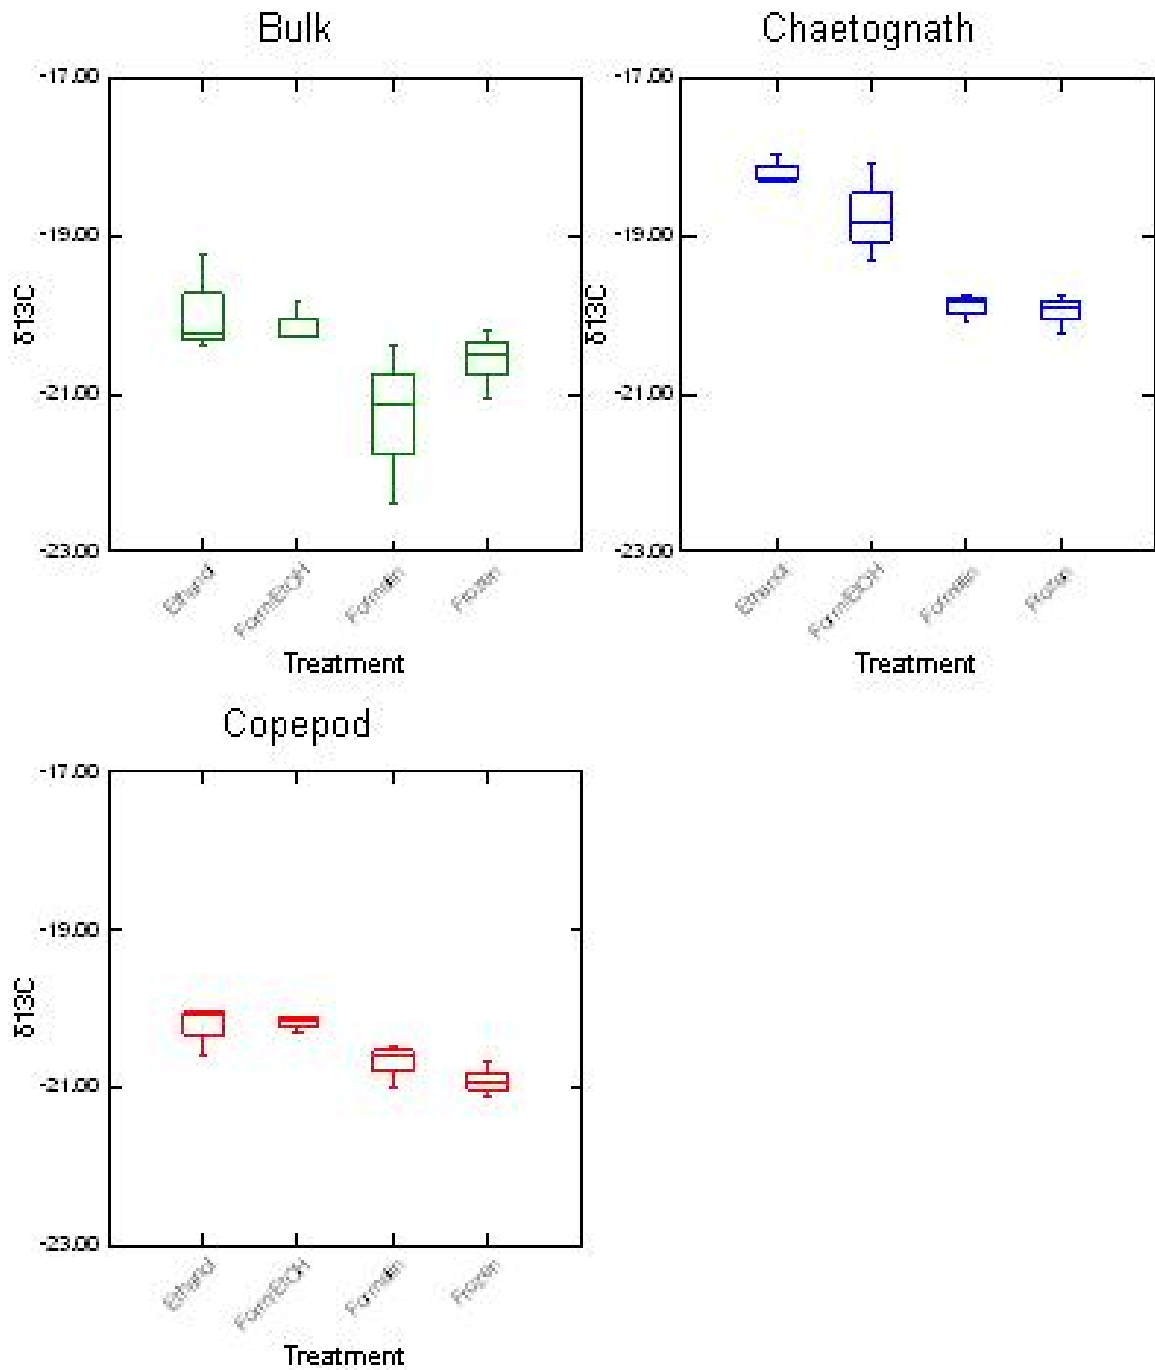 Bulk
-17.00
-19.00
-21.00
-23.00
δ13C
Ethanol
Form/EtOH
Formalin
Frozen
Treatment
Chaetognath
-17.00
-19.00
-21.00
-23.00
δ13C
Ethanol
Form/EtOH
Formalin
Frozen
Treatment
Copepod
-17.00
-19.00
-21.00
-23.00
δ13C
Ethanol
Form/EtOH
Formalin
Frozen
Treatment